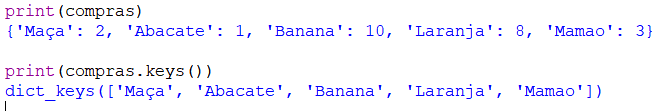 print(compras)
{'Maça': 2, 'Abacate': 1, 'Banana': 10, 'Laranja': 8, 'Mamao': 3}
print(compras.keys())
dict_keys(['Maça', 'Abacate', 'Banana', 'Laranja', 'Mamao'])